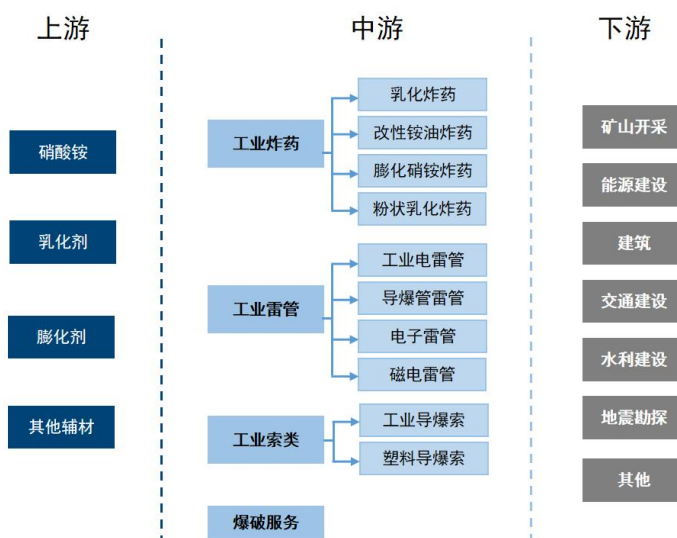 上游
中游
下游
硝酸铵
乳化剂
膨化剂
其他辅材
工业炸药
乳化炸药
改性铵油炸药
膨化硝铵炸药
粉状乳化炸药
工业雷管
工业电雷管
导爆管雷管
电子雷管
磁电雷管
工业索类
工业导爆索
塑料导爆索
爆破服务
矿山开采
能源建设
建筑
交通建设
水利建设
地震勘探
其他